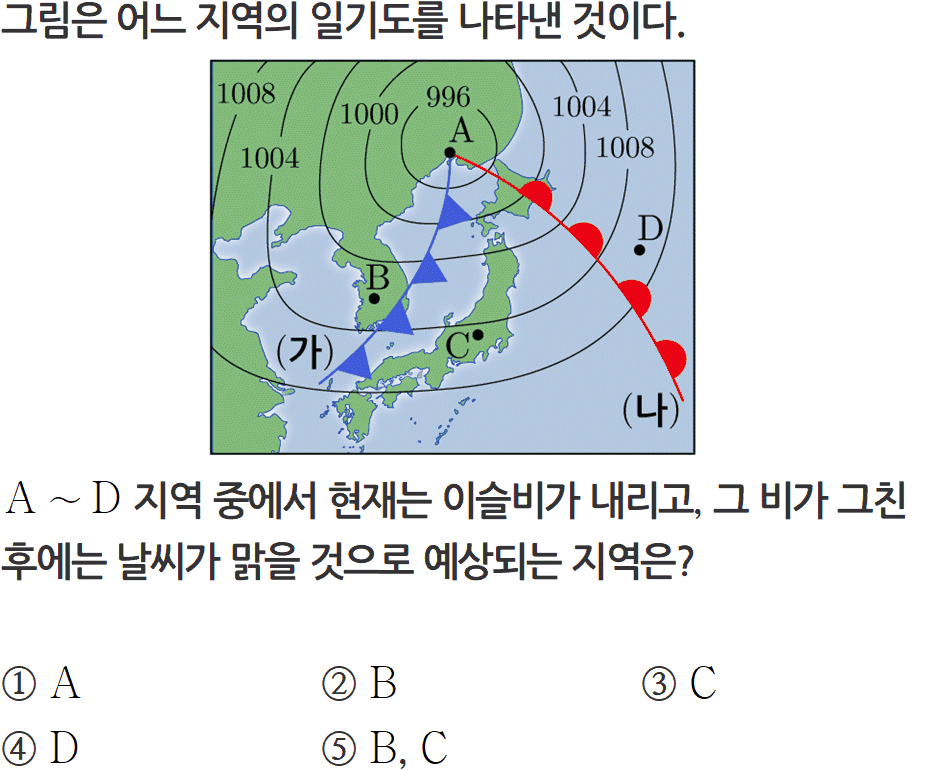 그림은 어느 지역의 일기도를 나타낸 것이다.
1008
1000
996
1004
1004
1008
A
D
B
C
(가)
(나)
A ~ D 지역 중에서 현재는 이슬비가 내리고, 그 비가 그친
후에는 날씨가 맑을 것으로 예상되는 지역은?
① A ② B ③ C
④ D ⑤ B, C